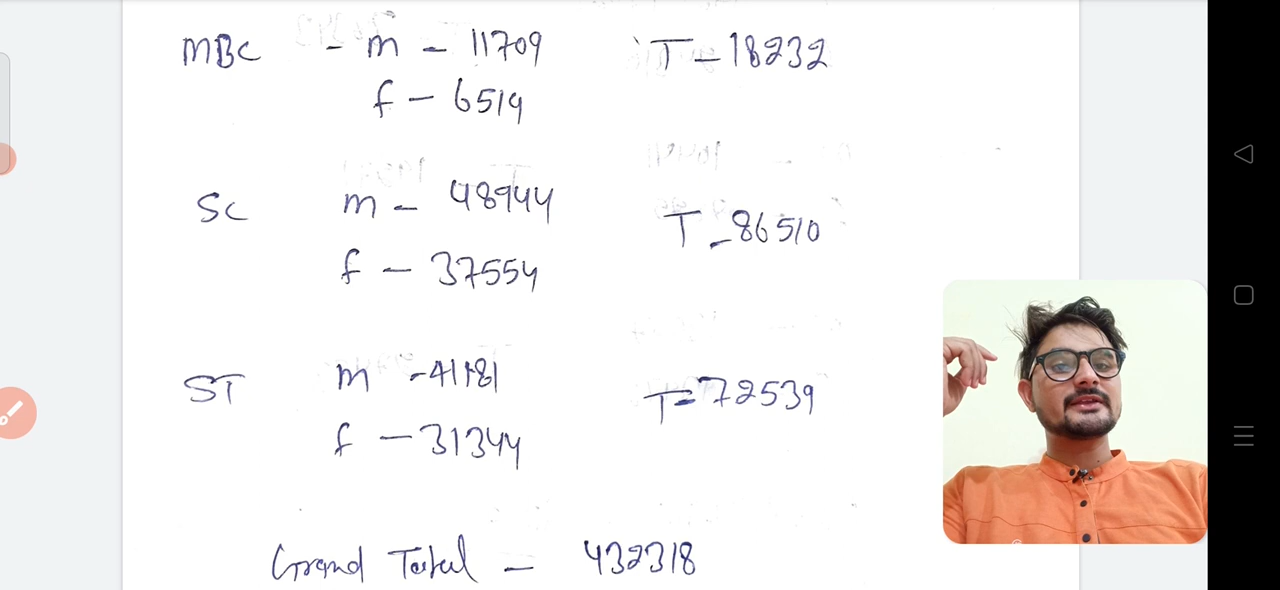 MBC - m - 11709 T - 18232
f - 6519
SC m - 48944 T - 86510
f - 37554
ST m - 41181 T = 72539
f - 31344
Grand Total - 432318